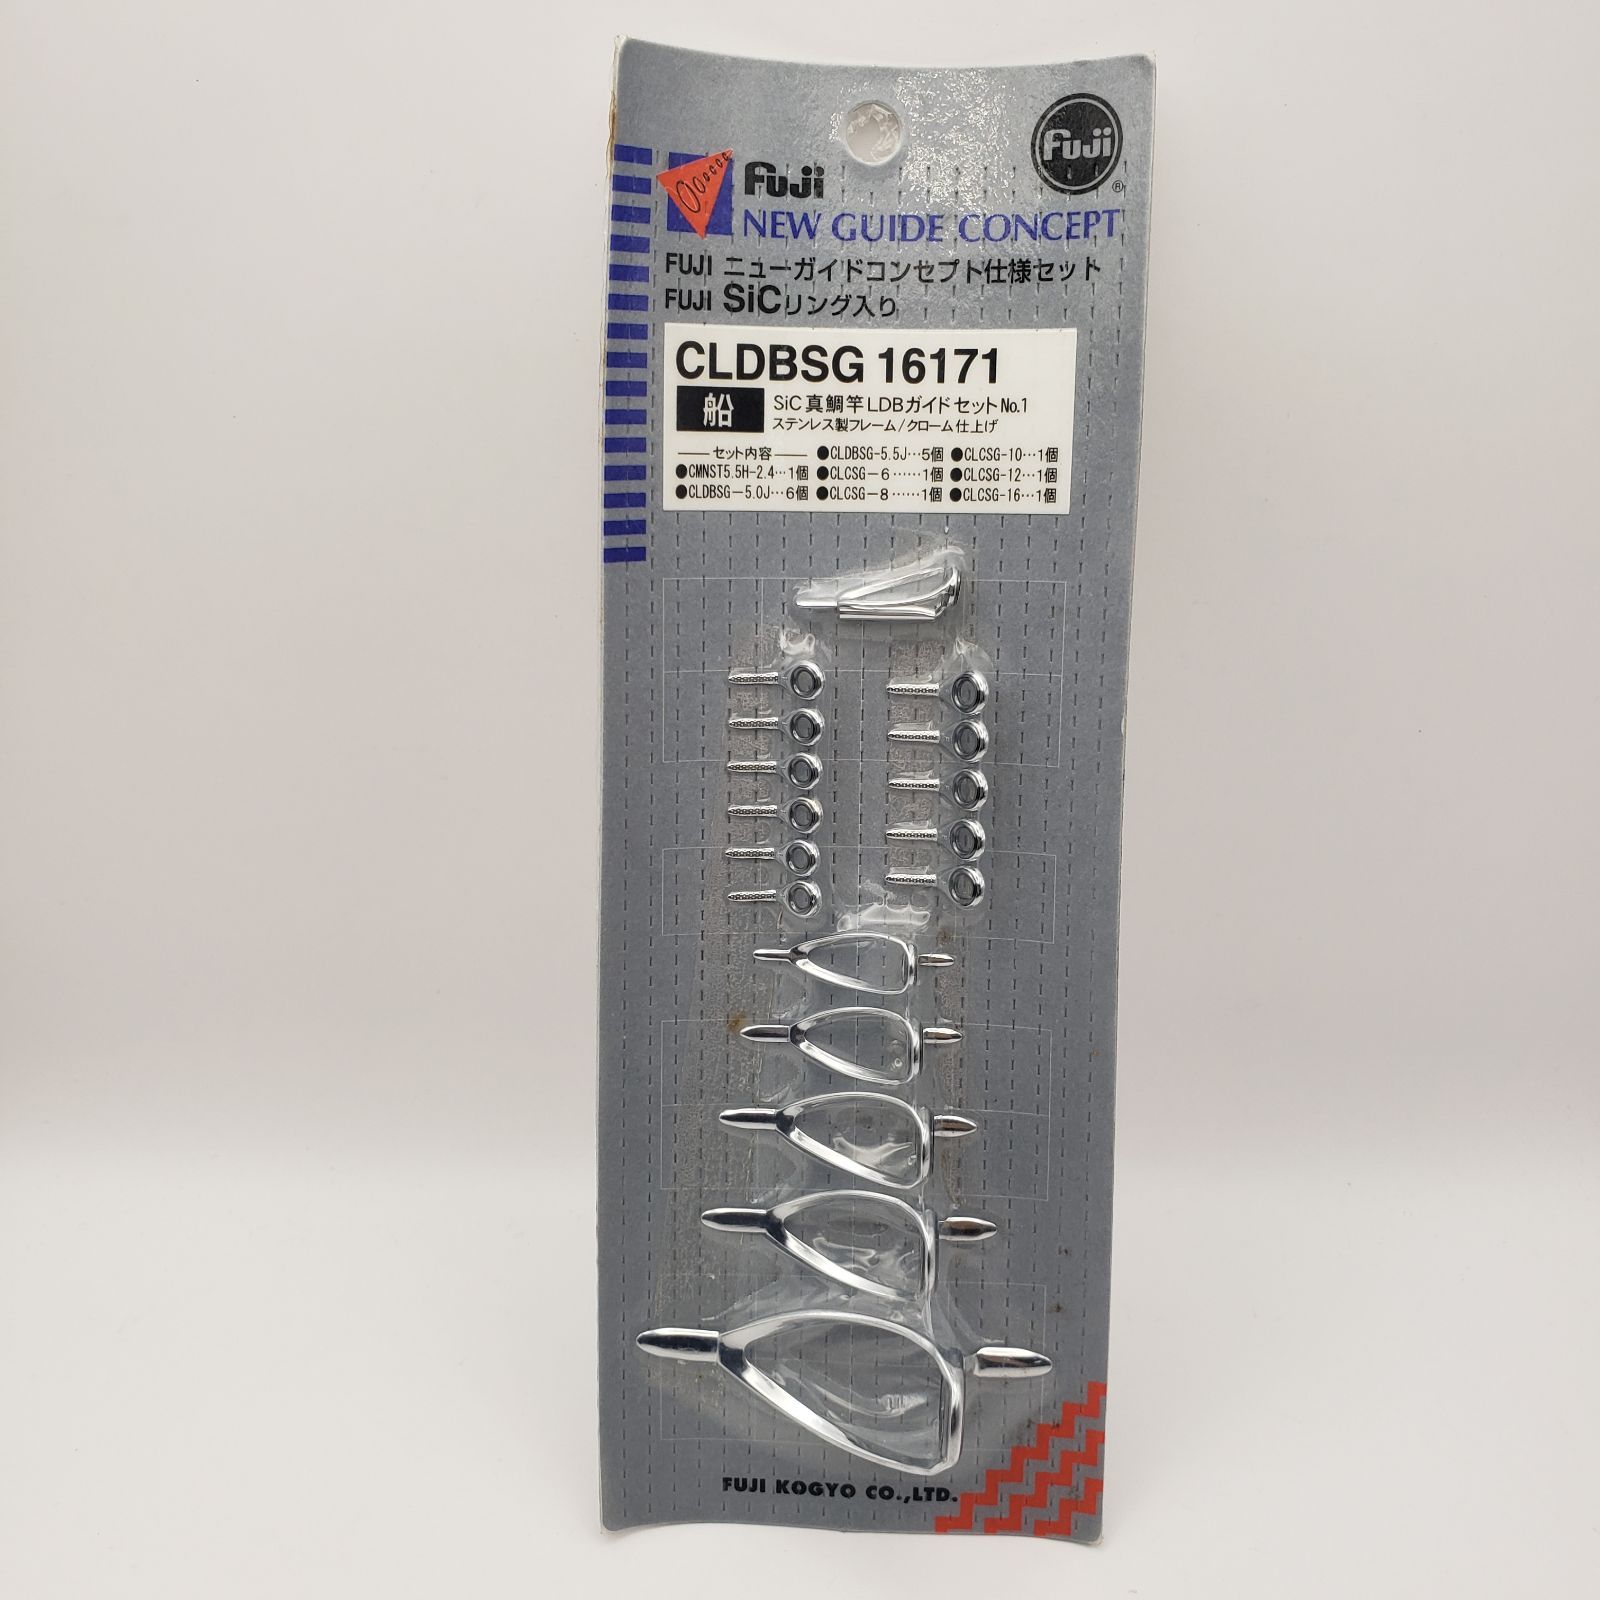 Fuji
®
Oooooooo
Fuji
NEW GUIDE CONCEPT
FUJI ニューガイドコンセプト仕様セット
FUJI SiCリング入り
CLDBSG 16171
船
SiC 真鯛竿 LDBガイドセット No.1
ステンレス製フレーム/クローム仕上げ
セット内容 ●CLDBSG-5.5J…5個 ●CLCSG-10…1個
●CMNST5.5H-2.4…1個 ●CLCSG-6……1個 ●CLCSG-12…1個
●CLDBSG-5.0J…6個 ●CLCSG-8……1個 ●CLCSG-16…1個
FUJI KOGYO CO.,LTD.